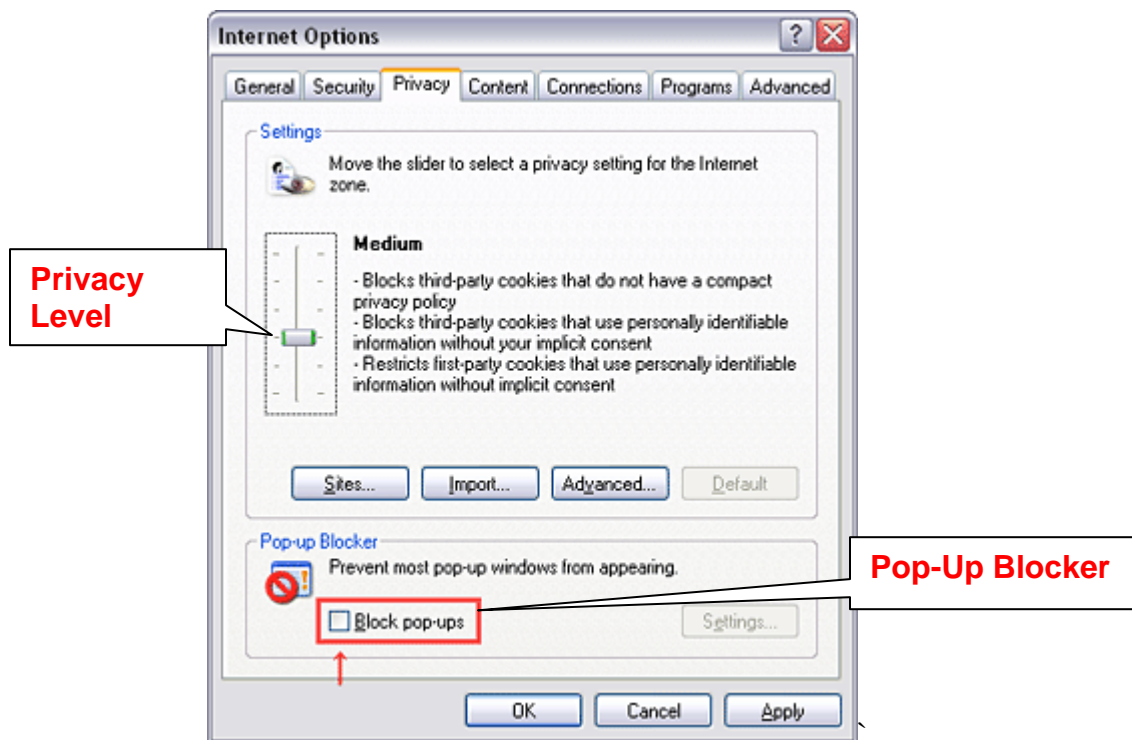 Internet Options
General Security Privacy Content Connections Programs Advanced
Settings
Move the slider to select a privacy setting for the Internet
zone.
Privacy
Level
Medium
- Blocks third-party cookies that do not have a compact
privacy policy
- Blocks third-party cookies that use personally identifiable
information without your implicit consent
- Restricts first-party cookies that use personally identifiable
information without implicit consent
Sites... Import... Advanced... Default
Pop-up Blocker
Prevent most pop-up windows from appearing.
Pop-Up Blocker
Block pop-ups Settings...
OK Cancel Apply
`